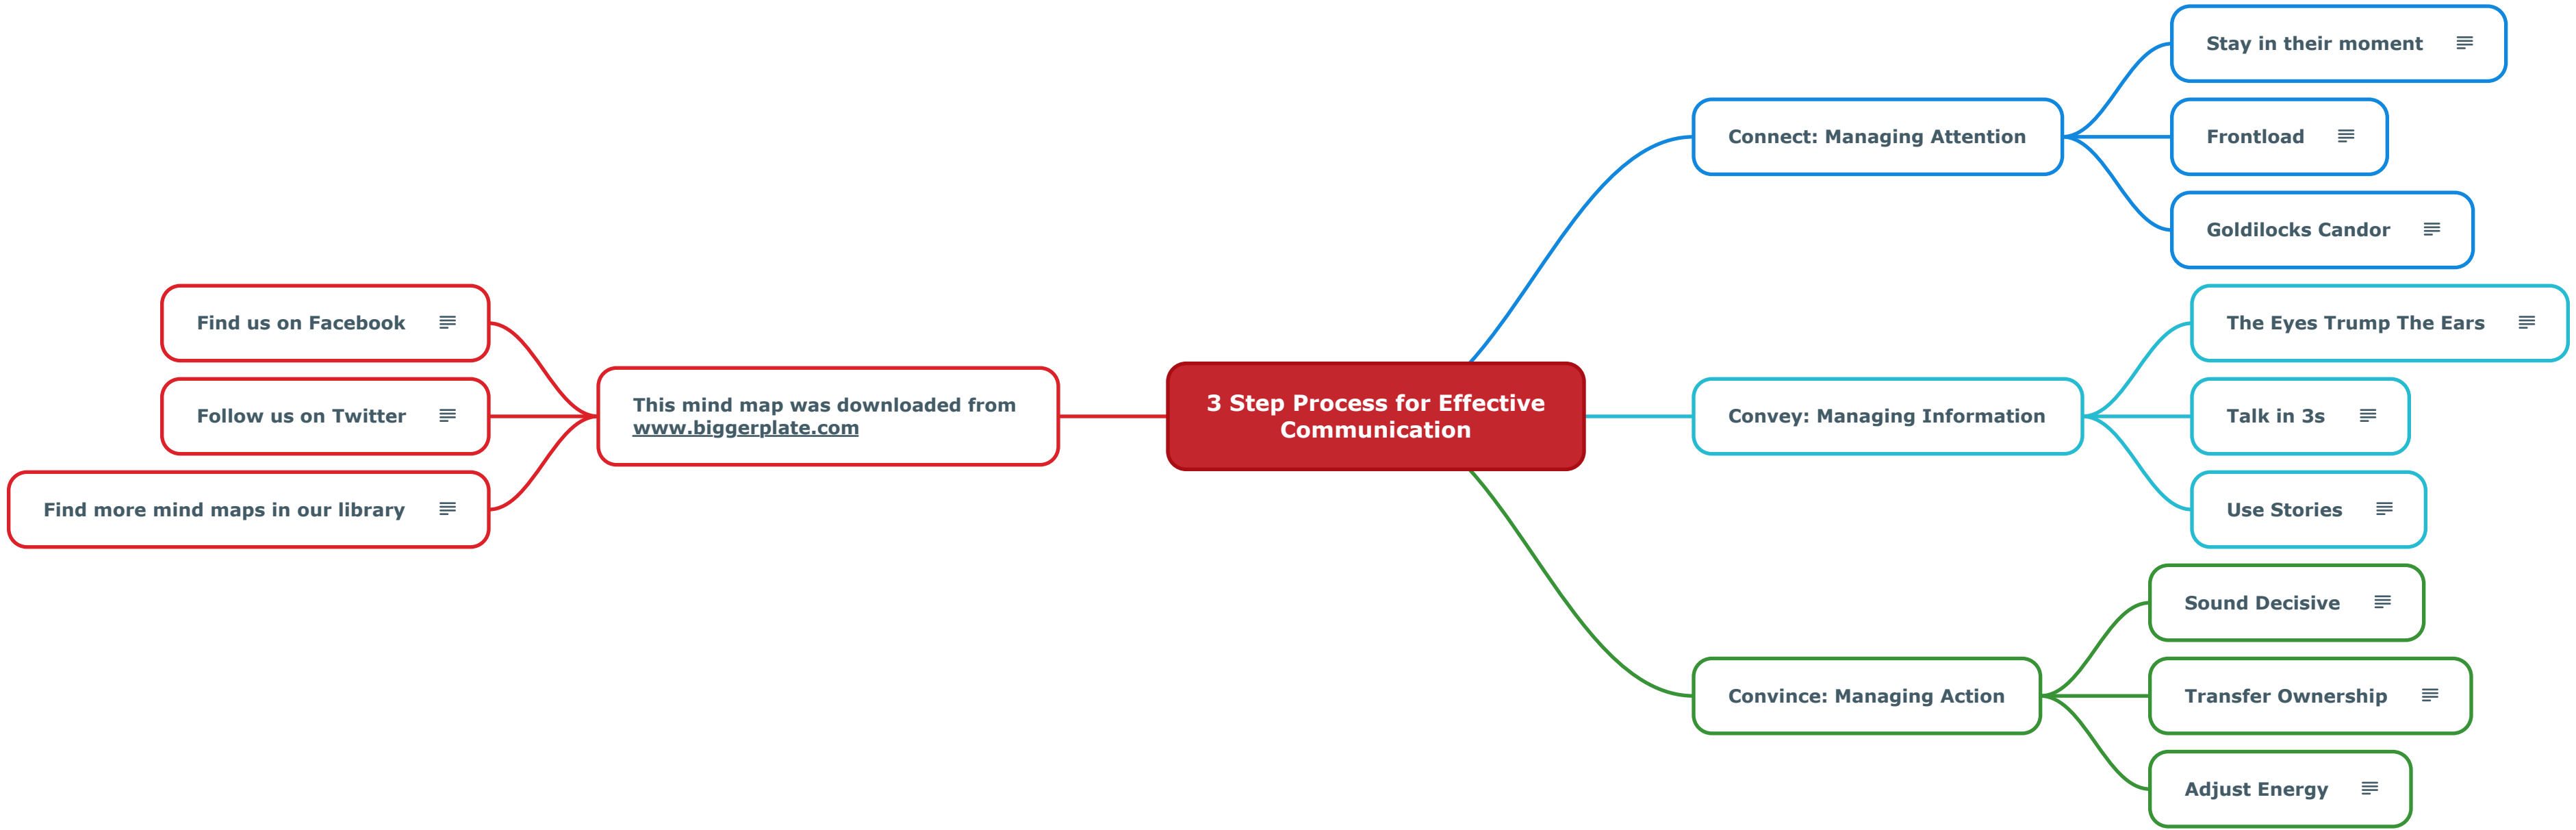 3 Step Process for Effective
Communication
Connect: Managing Attention
Stay in their moment
Frontload
Goldilocks Candor
Convey: Managing Information
The Eyes Trump The Ears
Talk in 3s
Use Stories
Convince: Managing Action
Sound Decisive
Transfer Ownership
Adjust Energy
This mind map was downloaded from
www.biggerplate.com
Find us on Facebook
Follow us on Twitter
Find more mind maps in our library